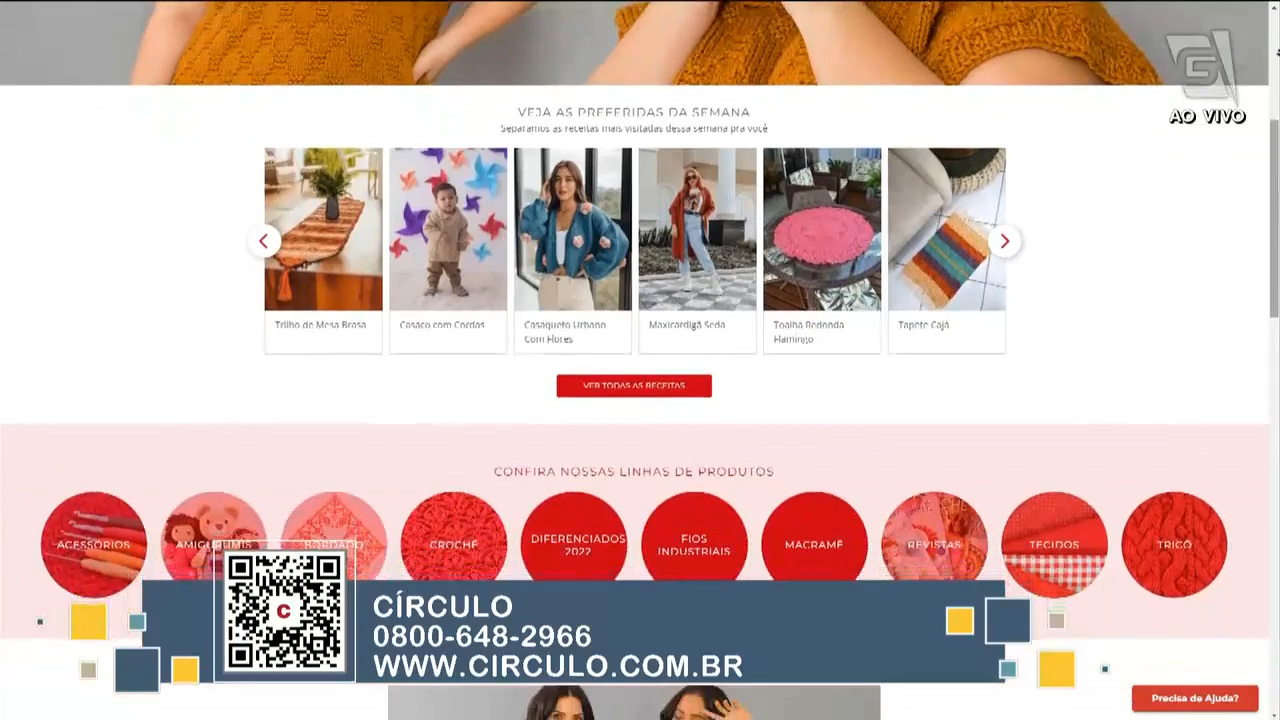 G
AO VIVO
VEJA AS PREFERIDAS DA SEMANA
Separamos as receitas mais visitadas dessa semana pra você
Trilho de Mesa Brasa
Casaco com Cordas
Casaqueto Urbano
Com Flores
Maxicardigã Seda
Toalha Redonda
Flamingo
Tapete Cajá
VER TODAS AS RECEITAS
CONFIRA NOSSAS LINHAS DE PRODUTOS
ACESSÓRIOS
AMIGURUMIS
BORDADO
CROCHÊ
DIFERENCIADOS
2022
FIOS
INDUSTRIAIS
MACRAMÊ
REVISTAS
TECIDOS
TRICÔ
C
CÍRCULO
0800-648-2966
WWW.CIRCULO.COM.BR
Precisa de Ajuda?